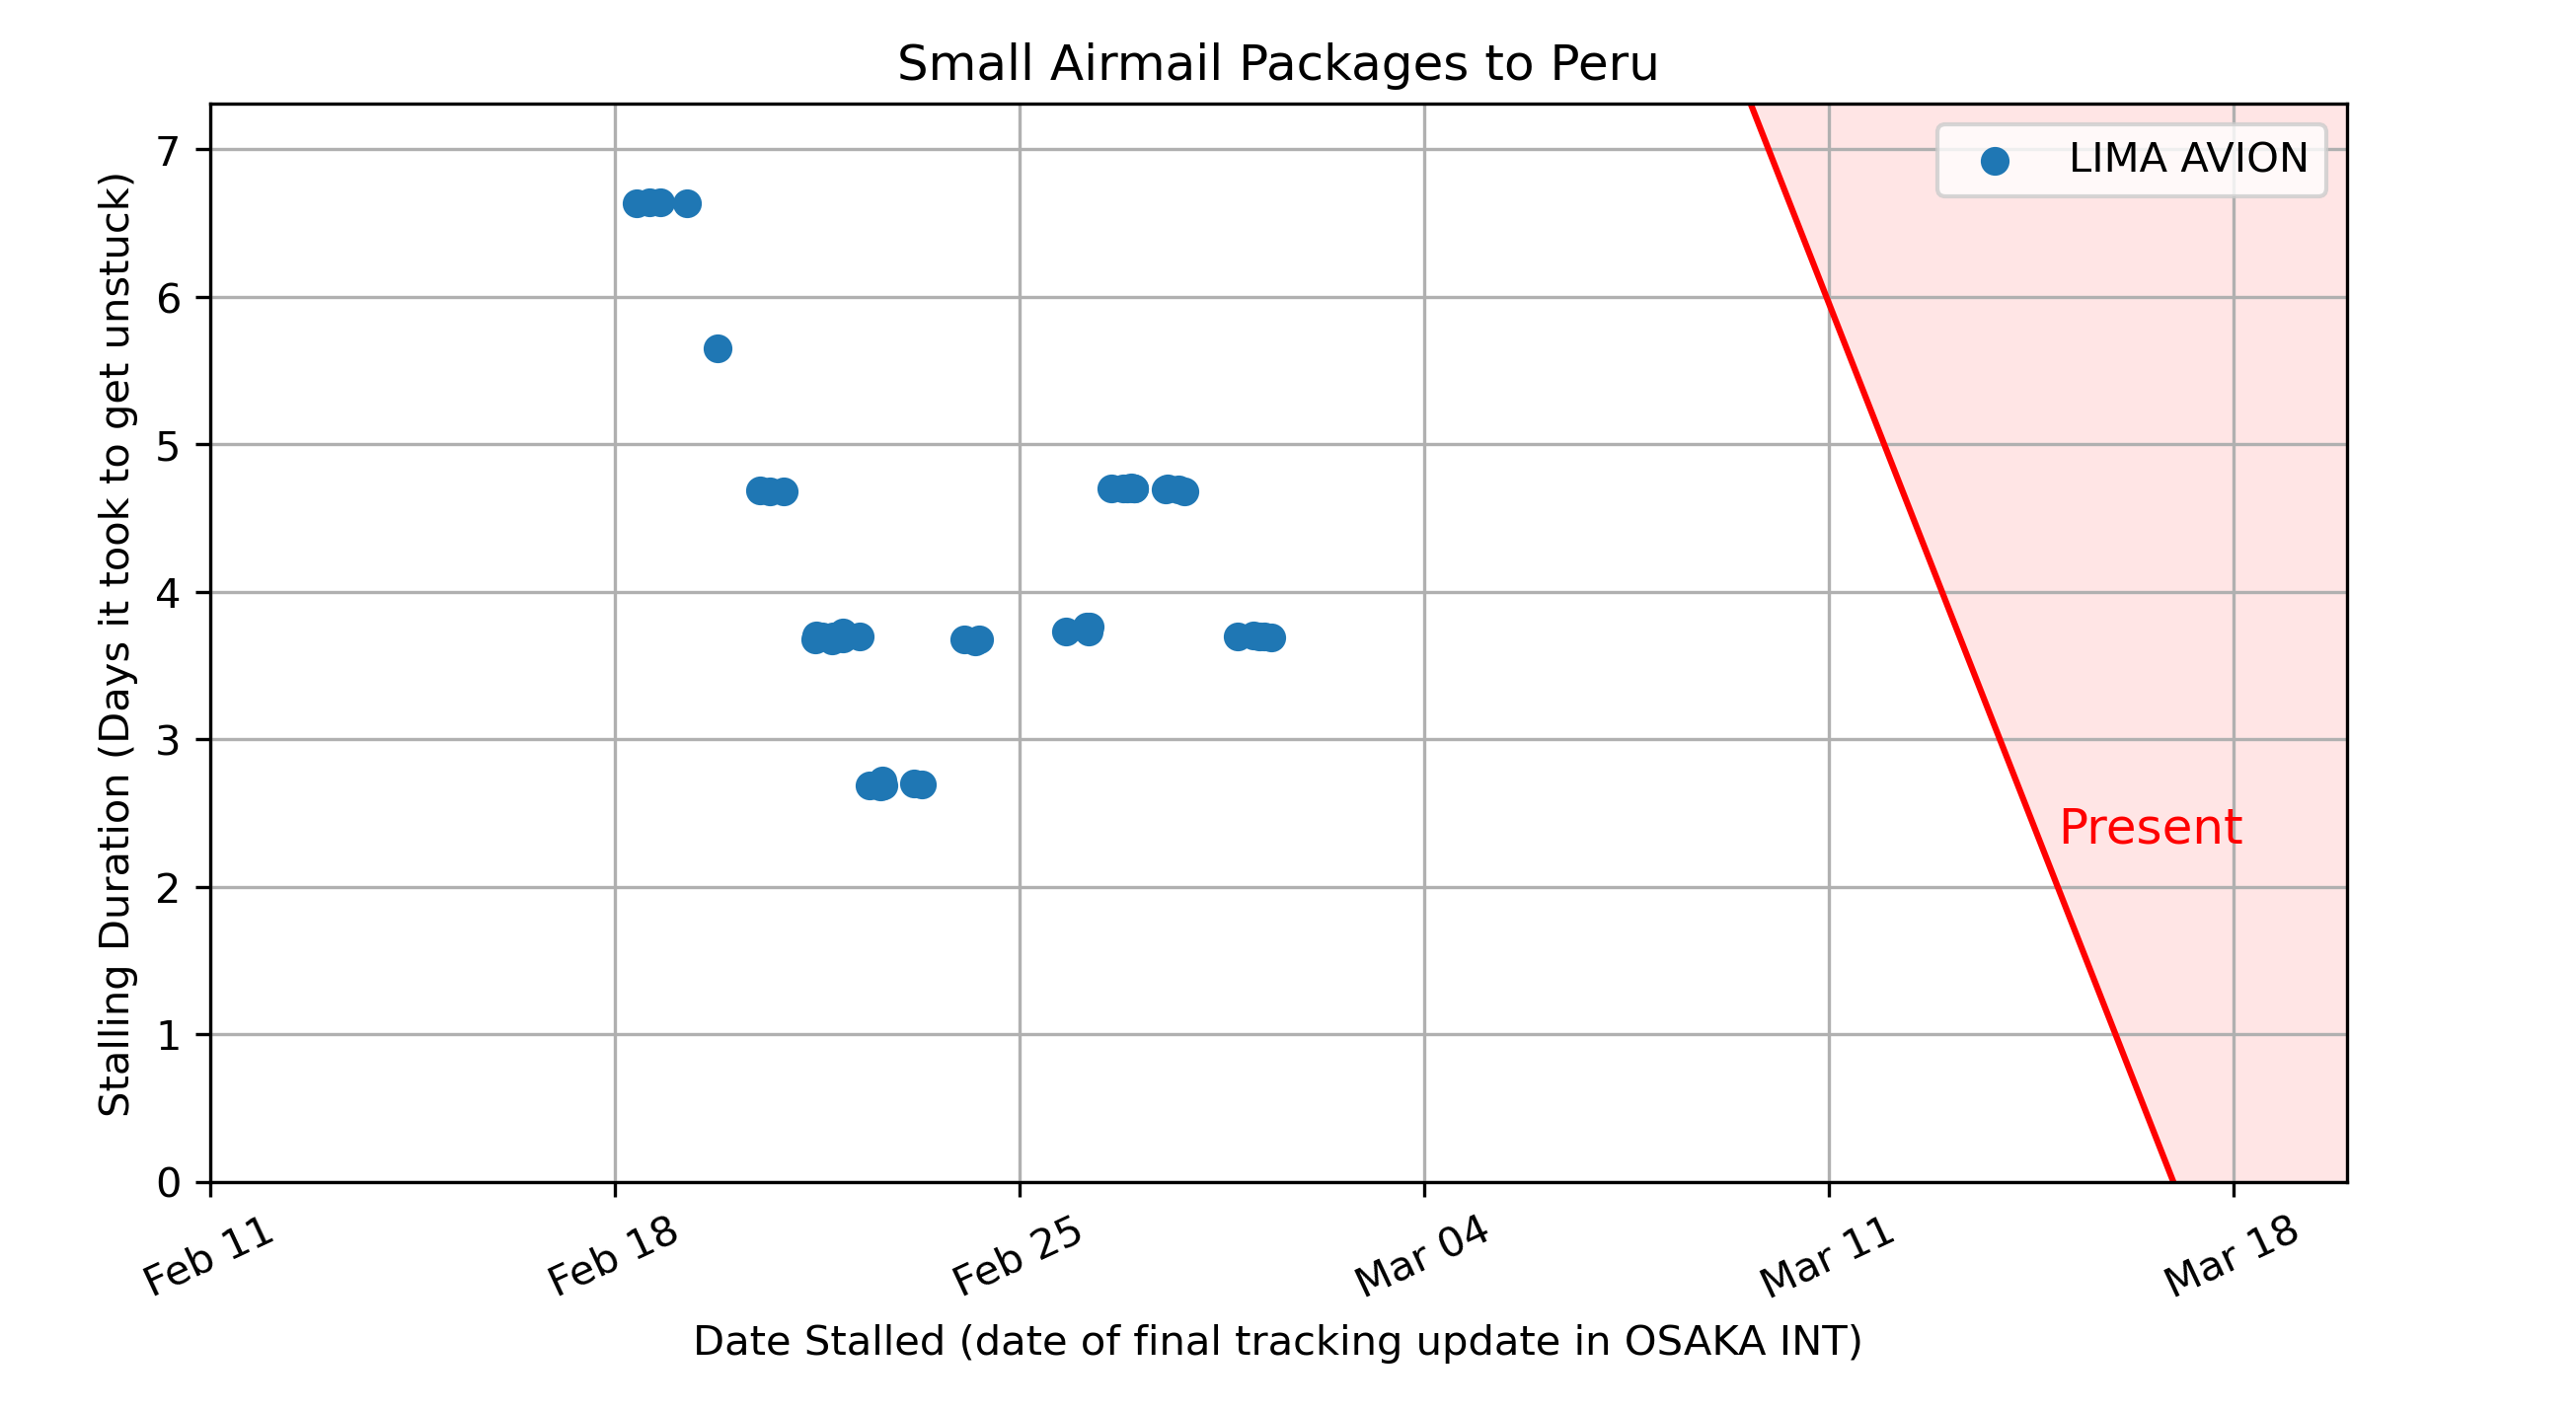 Small Airmail Packages to Peru
LIMA AVION
Stalling Duration (Days it took to get unstuck)
7
6
5
4
3
2
1
0
Present
Feb 11
Feb 18
Feb 25
Mar 04
Mar 11
Mar 18
Date Stalled (date of final tracking update in OSAKA INT)